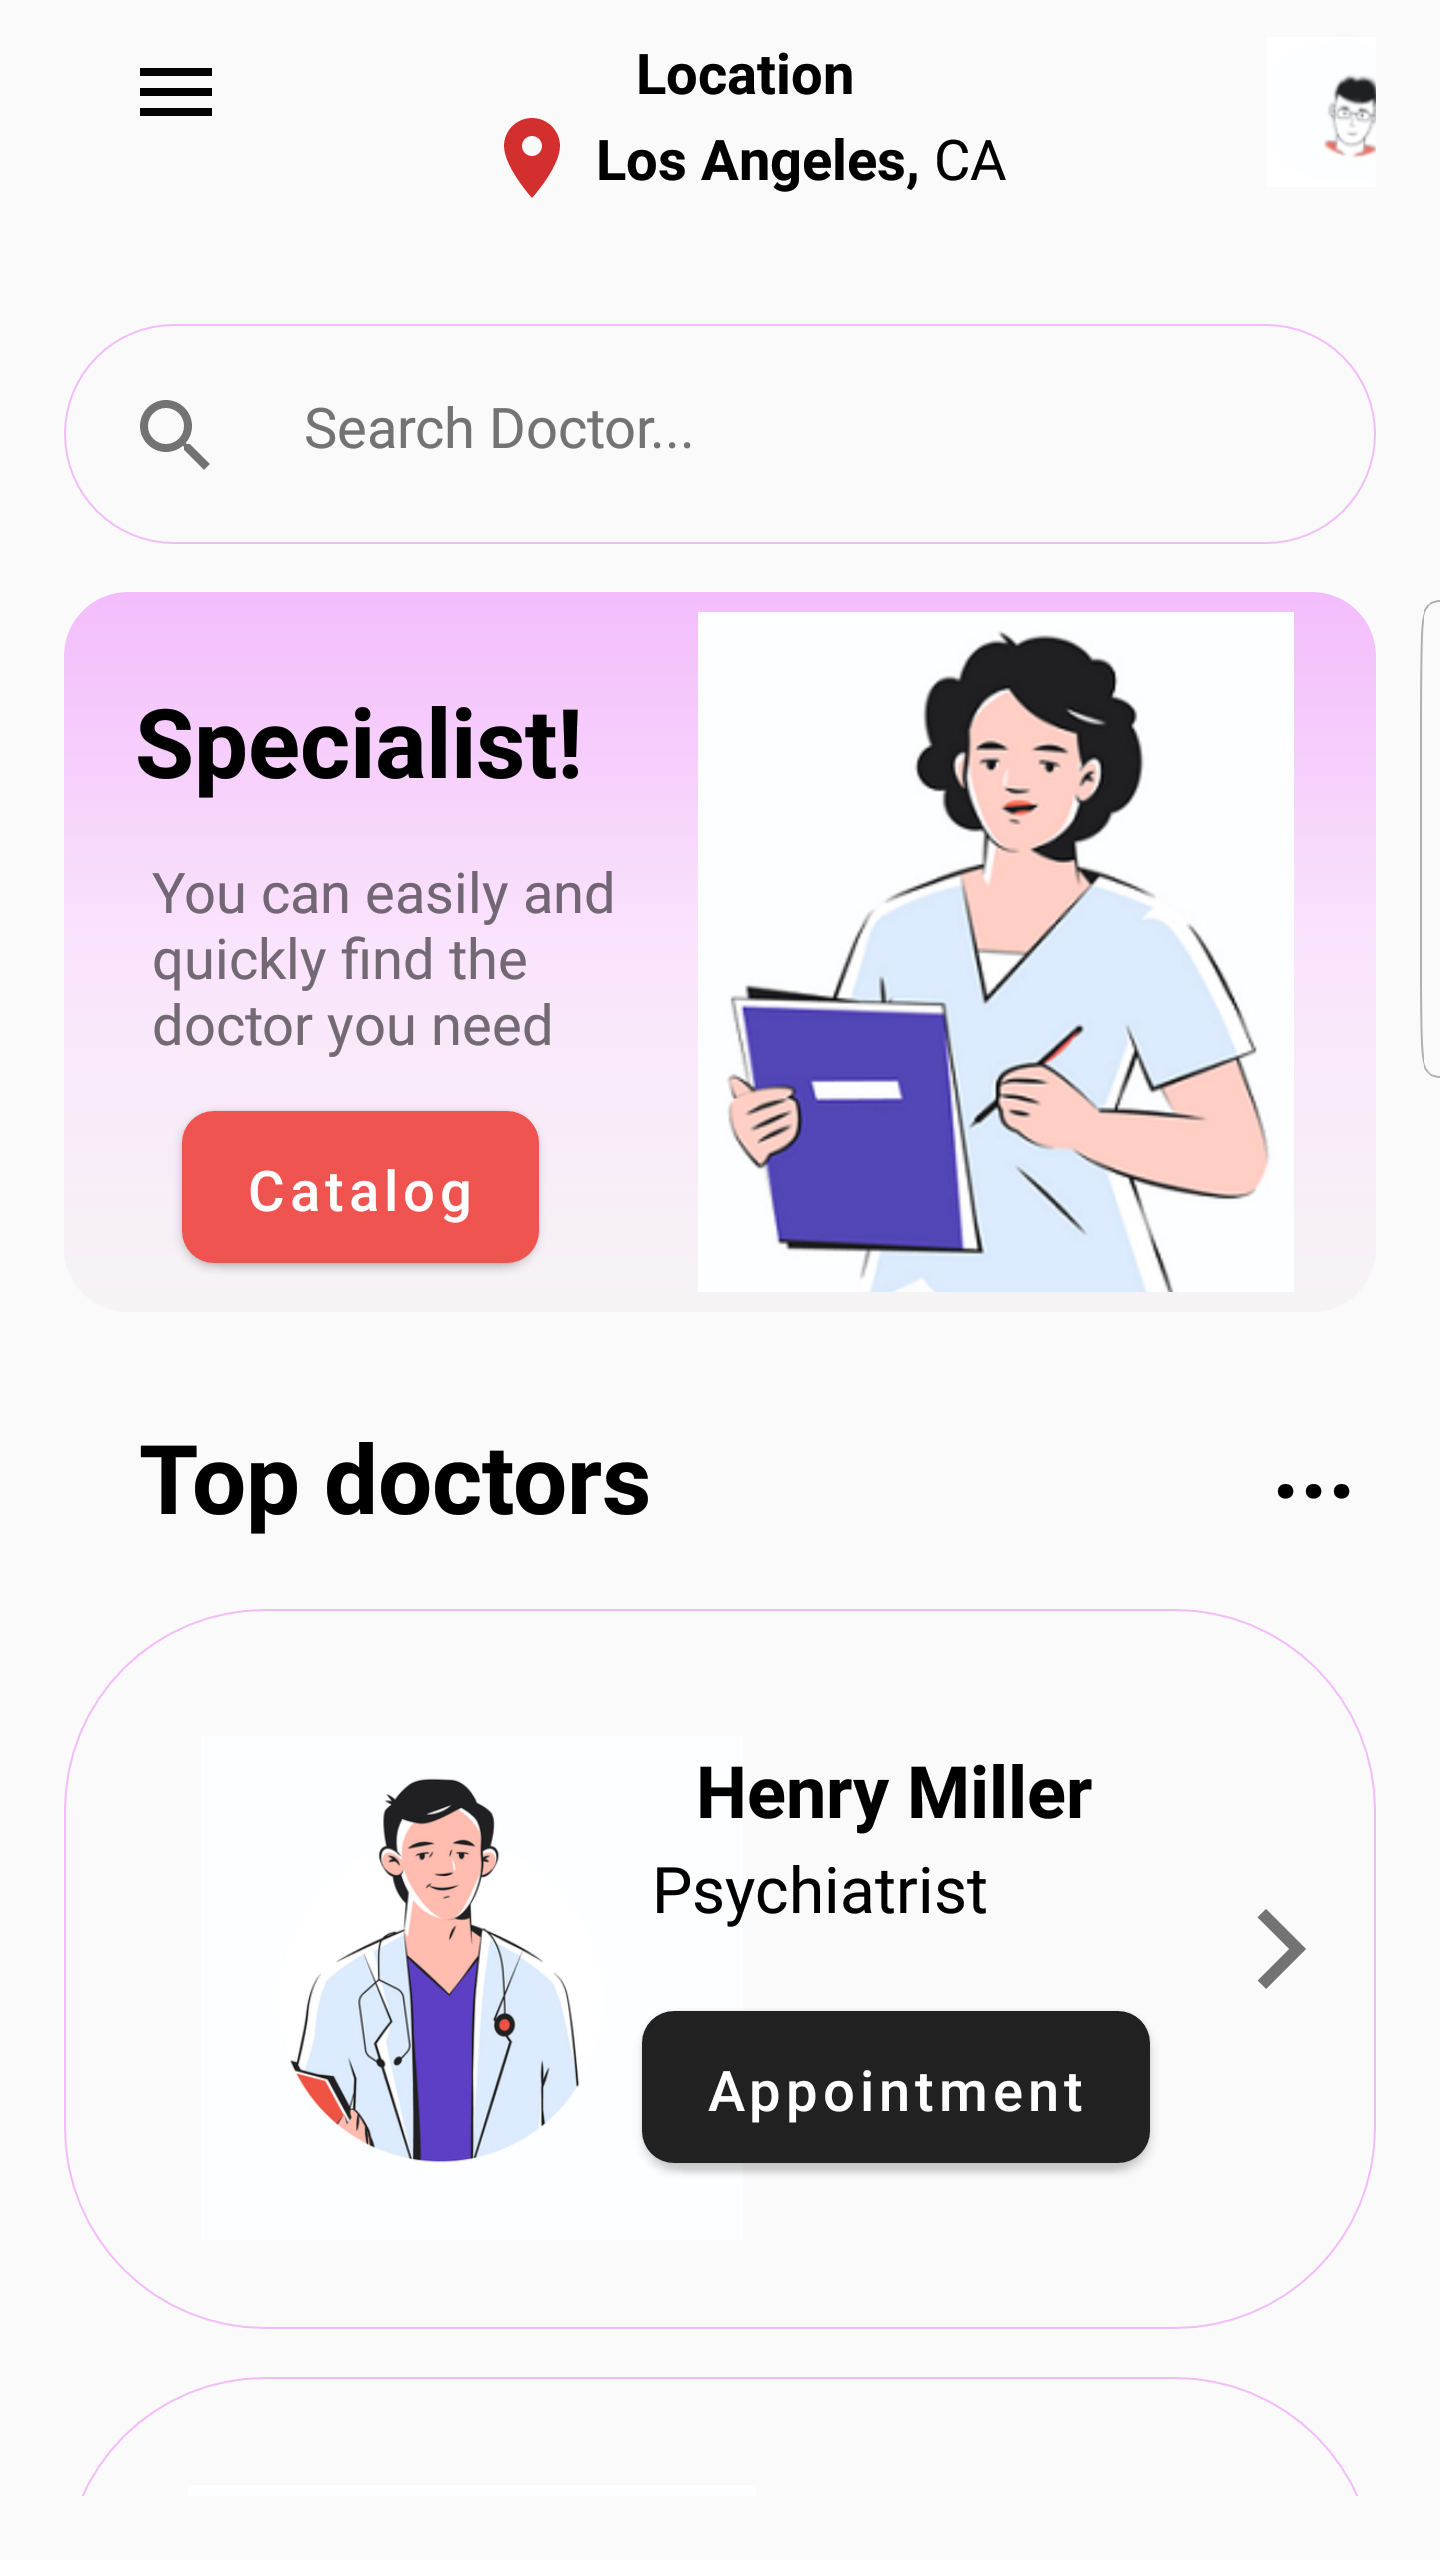 Location
Los Angeles, CA
Search Doctor...
Specialist!
You can easily and
quickly find the
doctor you need
Catalog
Top doctors
Henry Miller
Psychiatrist
Appointment